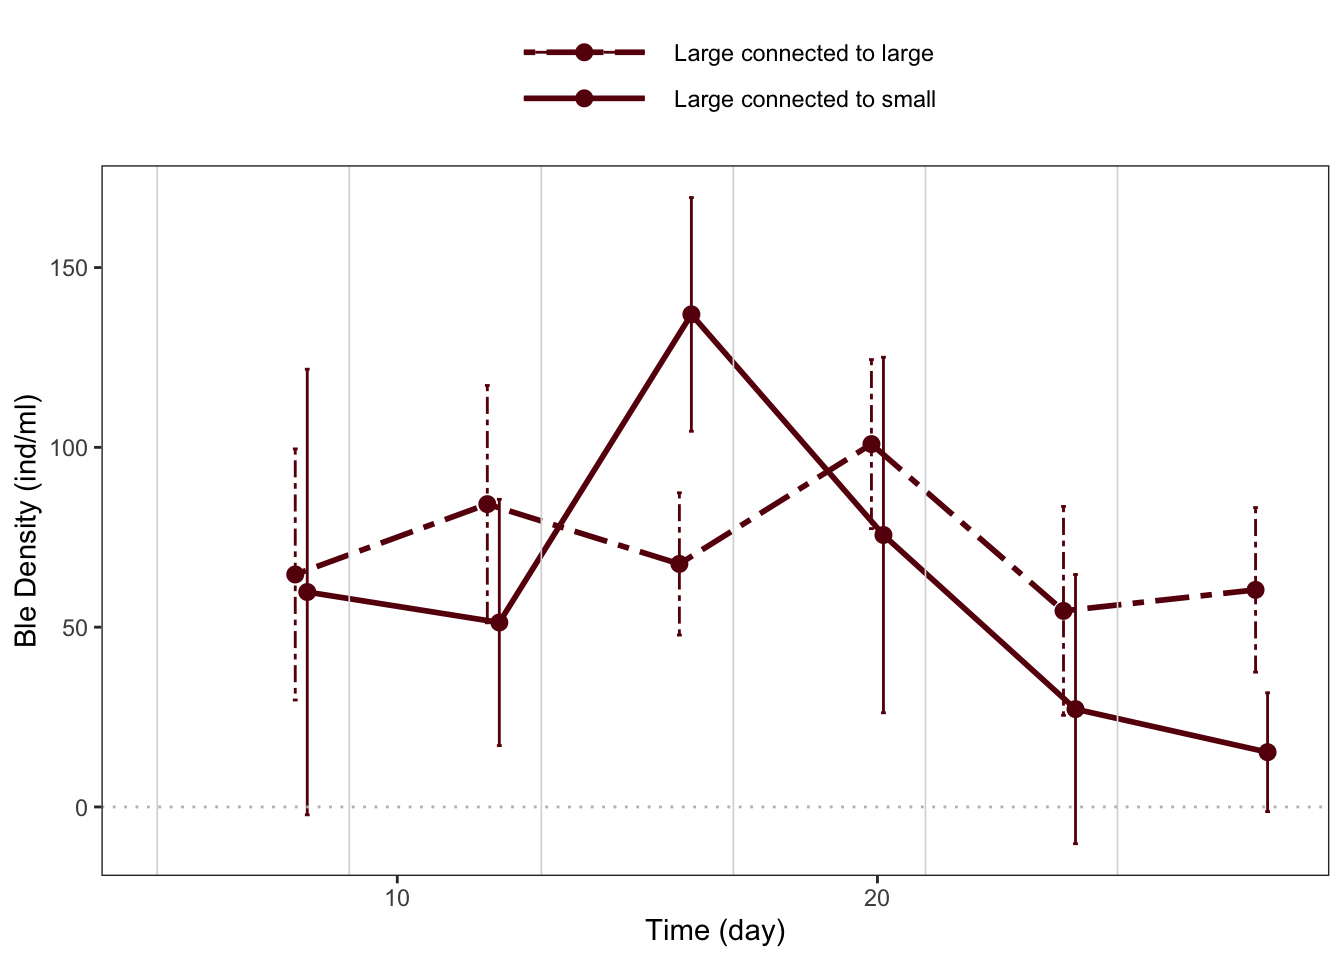 Large connected to large
Large connected to small
150
100
50
0
Ble Density (ind/ml)
10
20
Time (day)